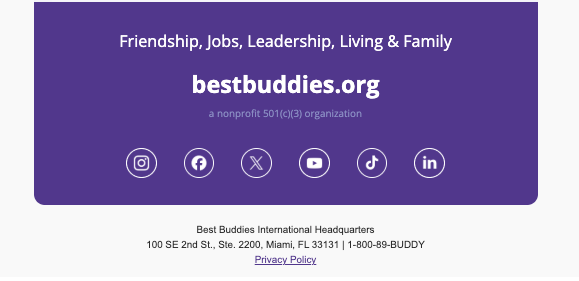 Friendship, Jobs, Leadership, Living & Family
bestbuddies.org
a nonprofit 501(c)(3) organization
Best Buddies International Headquarters
100 SE 2nd St., Ste. 2200, Miami, FL 33131 | 1-800-89-BUDDY
Privacy Policy